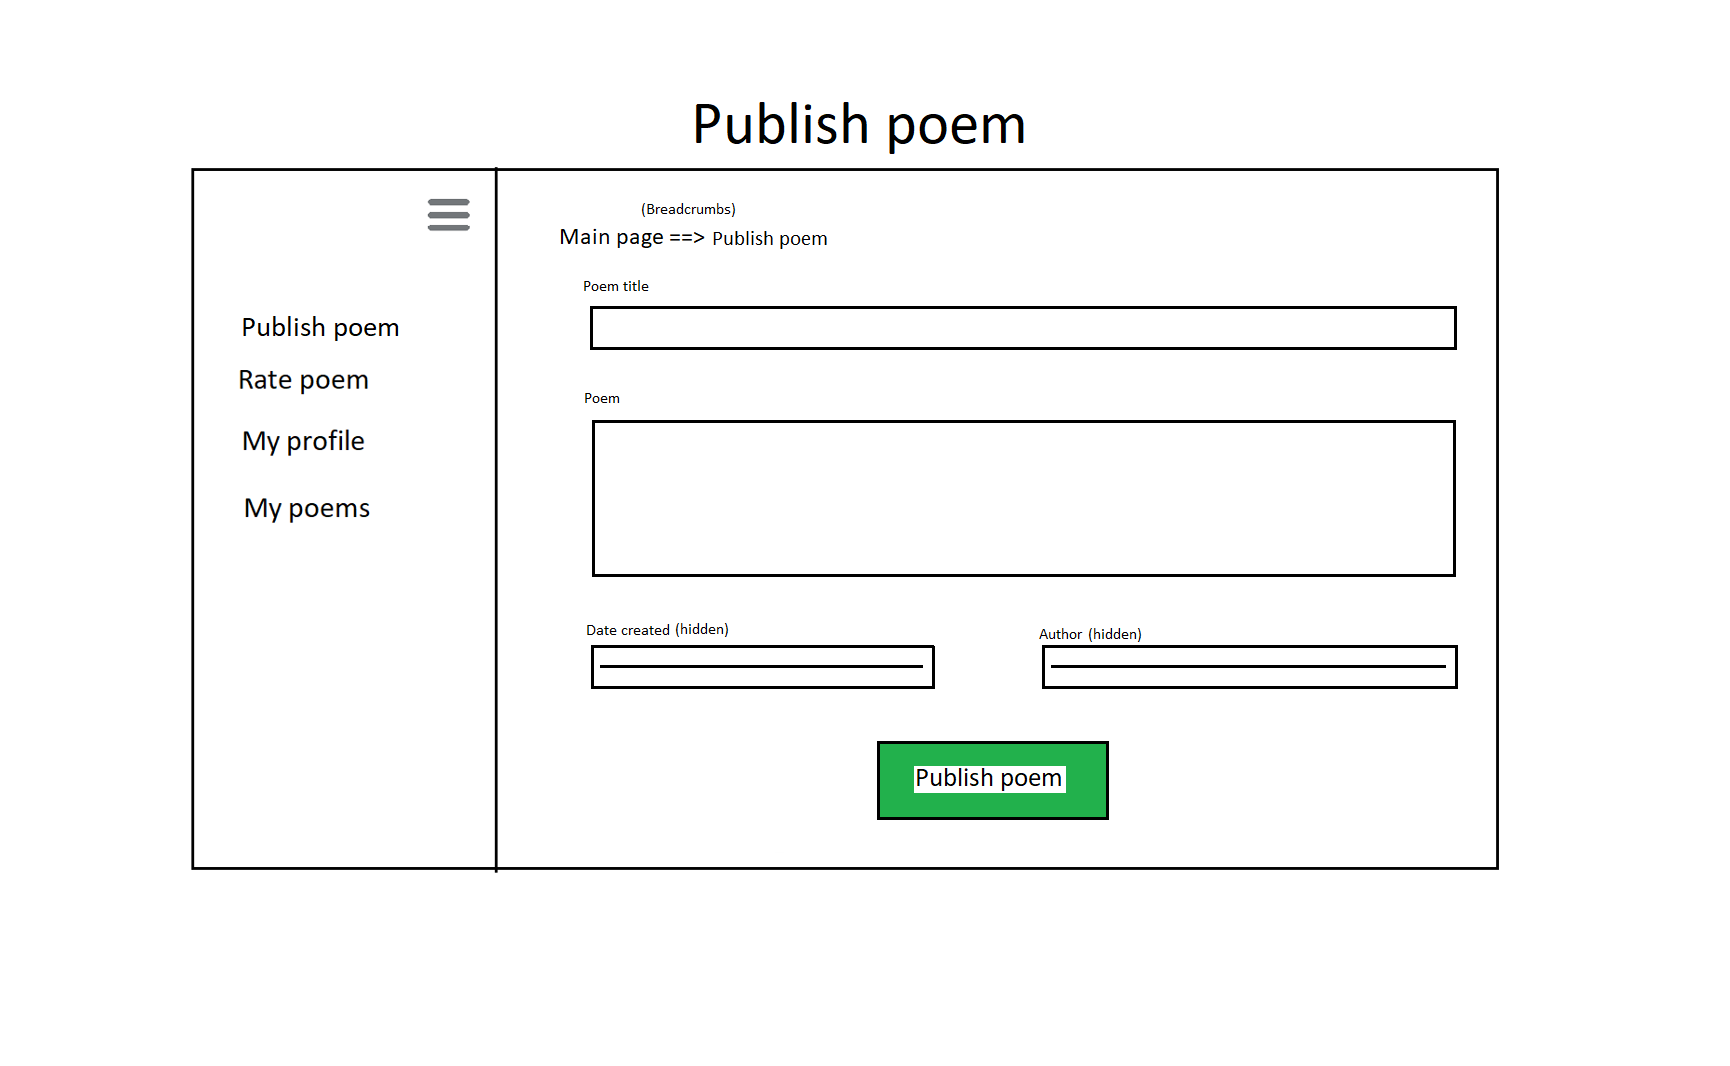 Publish poem
Publish poem
Rate poem
My profile
My poems
(Breadcrumbs)
Main page ==> Publish poem
Poem title
Poem
Date created (hidden)
Author (hidden)
Publish poem